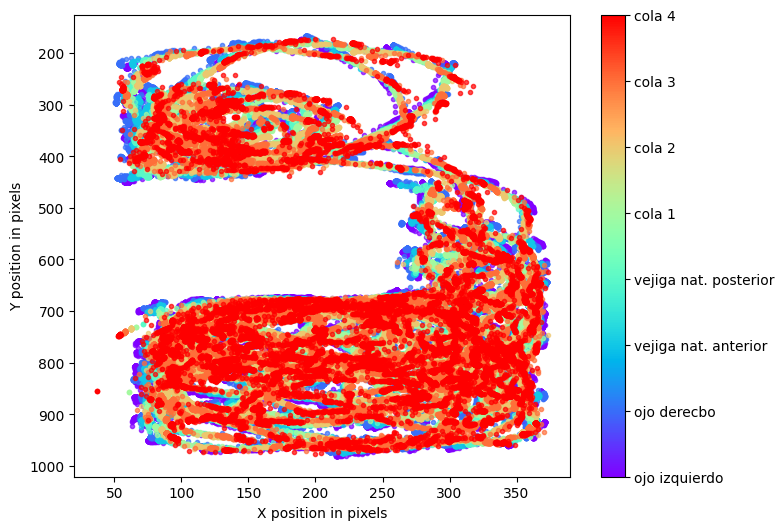 200
300
400
500
600
700
800
900
1000
Y position in pixels
50
100
150
200
250
300
350
X position in pixels
cola 4
cola 3
cola 2
cola 1
vejiga nat. posterior
vejiga nat. anterior
ojo derecbo
ojo izquierdo